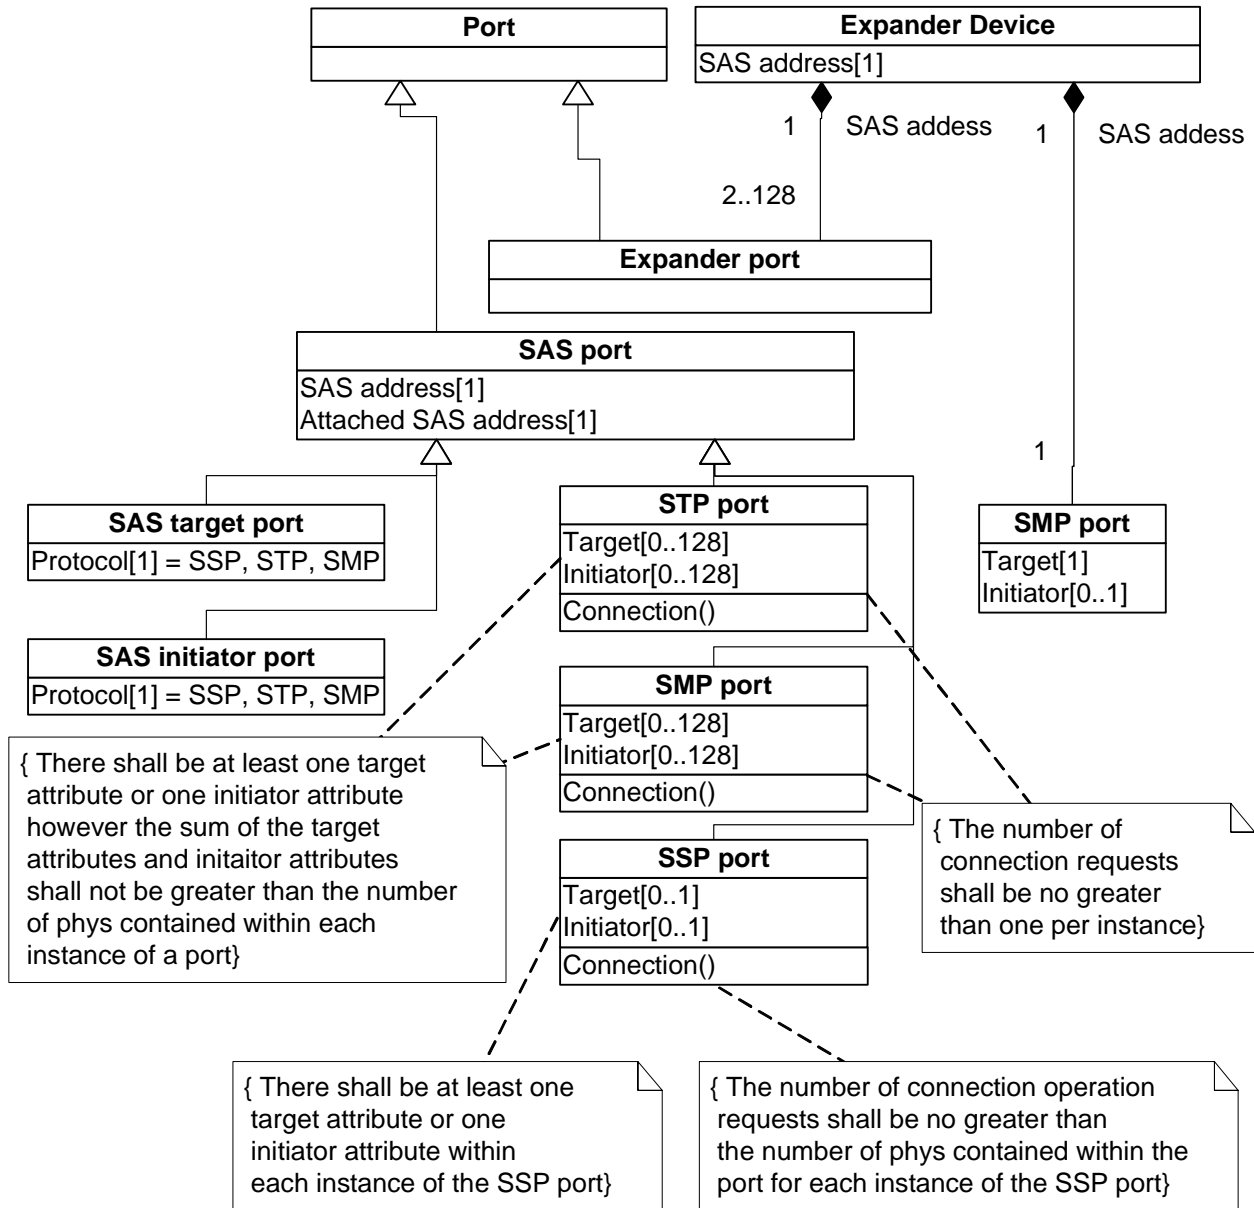 Port
Expander Device
SAS address[1]
1
SAS addess
1
SAS addess
2..128
Expander port
SAS port
SAS address[1]
Attached SAS address[1]
1
SAS target port
Protocol[1] = SSP, STP, SMP
STP port
Target[0..128]
Initiator[0..128]
Connection()
SMP port
Target[1]
Initiator[0..1]
SAS initiator port
Protocol[1] = SSP, STP, SMP
SMP port
Target[0..128]
Initiator[0..128]
Connection()
{ There shall be at least one target
attribute or one initiator attribute
however the sum of the target
attributes and initaitor attributes
shall not be greater than the number
of phys contained within each
instance of a port}
{ The number of
connection requests
shall be no greater
than one per instance}
SSP port
Target[0..1]
Initiator[0..1]
Connection()
{ There shall be at least one
target attribute or one
initiator attribute within
each instance of the SSP port}
{ The number of connection operation
requests shall be no greater than
the number of phys contained within the
port for each instance of the SSP port}